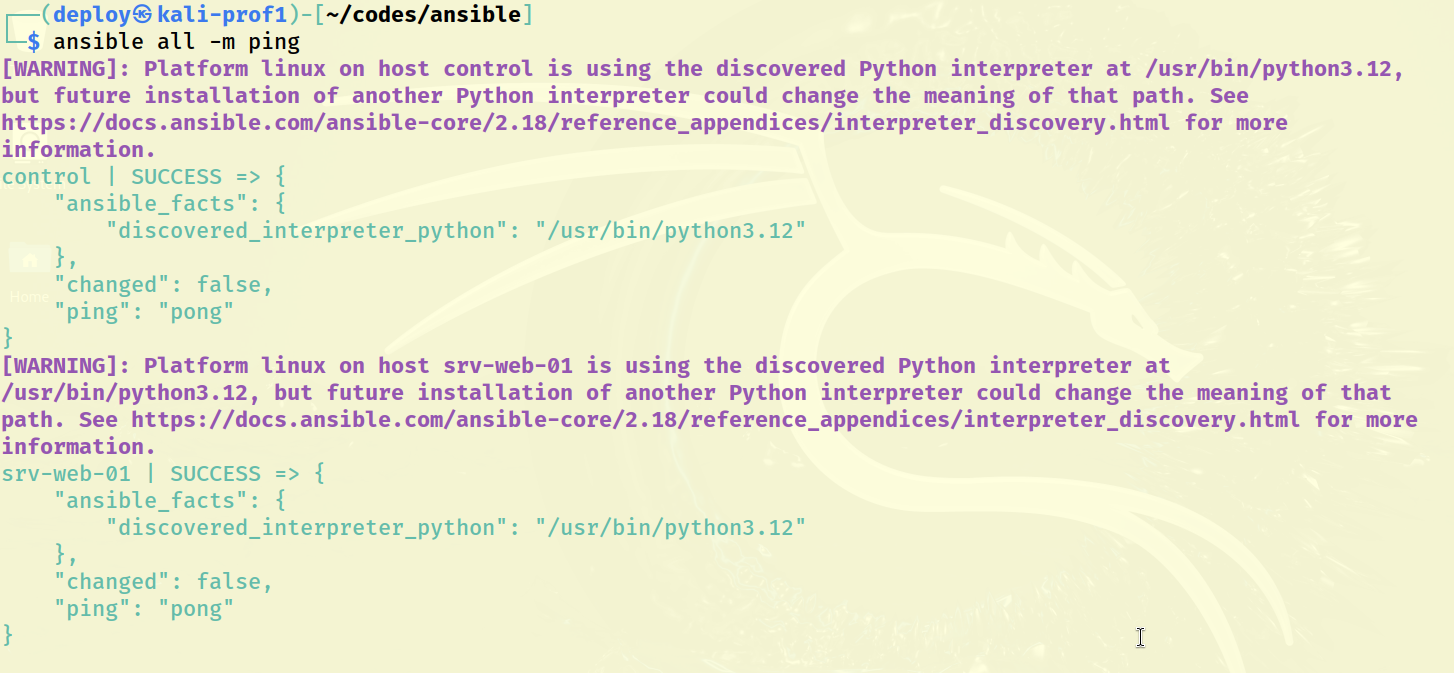 ┌──(deploy㉿kali-prof1)-[~/codes/ansible]
└─$ ansible all -m ping
[WARNING]: Platform linux on host control is using the discovered Python interpreter at /usr/bin/python3.12,
but future installation of another Python interpreter could change the meaning of that path. See
https://docs.ansible.com/ansible-core/2.18/reference_appendices/interpreter_discovery.html for more
information.
control | SUCCESS => {
    "ansible_facts": {
        "discovered_interpreter_python": "/usr/bin/python3.12"
    },
    "changed": false,
    "ping": "pong"
}
[WARNING]: Platform linux on host srv-web-01 is using the discovered Python interpreter at
/usr/bin/python3.12, but future installation of another Python interpreter could change the meaning of that
path. See https://docs.ansible.com/ansible-core/2.18/reference_appendices/interpreter_discovery.html for more
information.
srv-web-01 | SUCCESS => {
    "ansible_facts": {
        "discovered_interpreter_python": "/usr/bin/python3.12"
    },
    "changed": false,
    "ping": "pong"
}
Home